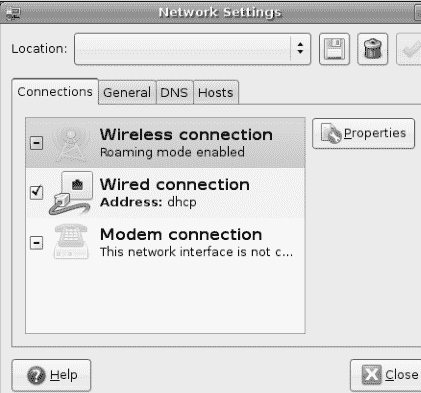 Network Settings
Location:
Connections General DNS Hosts
Wireless connection
Roaming mode enabled
Properties
Wired connection
Address: dhcp
Modem connection
This network interface is not c...
Help
Close